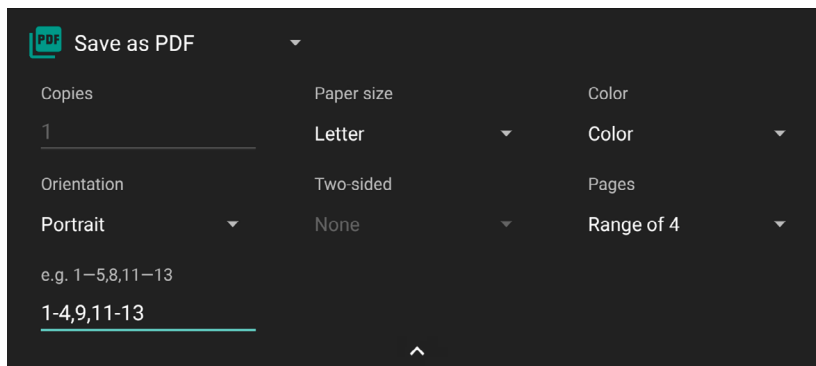 PDF Save as PDF
Copies Paper size Color
1 Letter Color
Orientation Two-sided Pages
Portrait None Range of 4
e.g. 1—5,8,11—13
1-4,9,11-13